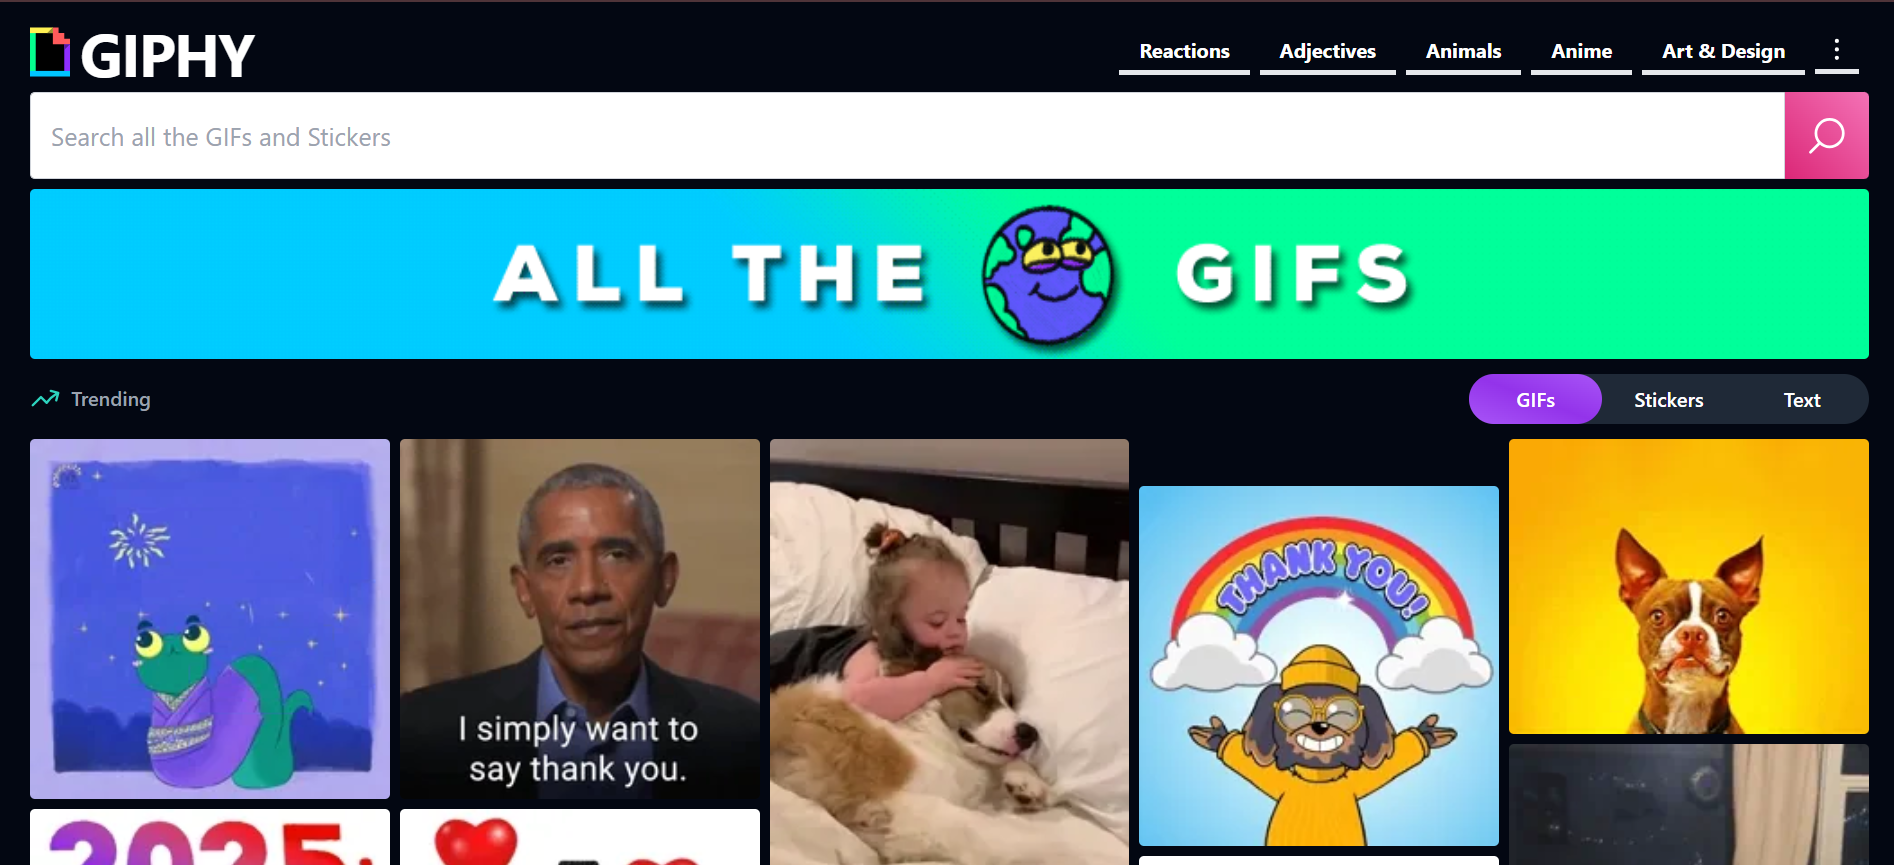 GIPHY
Reactions
Adjectives
Animals
Anime
Art & Design
Search all the GIFs and Stickers
ALL THE GIFS
Trending
GIFs
Stickers
Text
I simply want to
say thank you.
THANK YOU!
2025